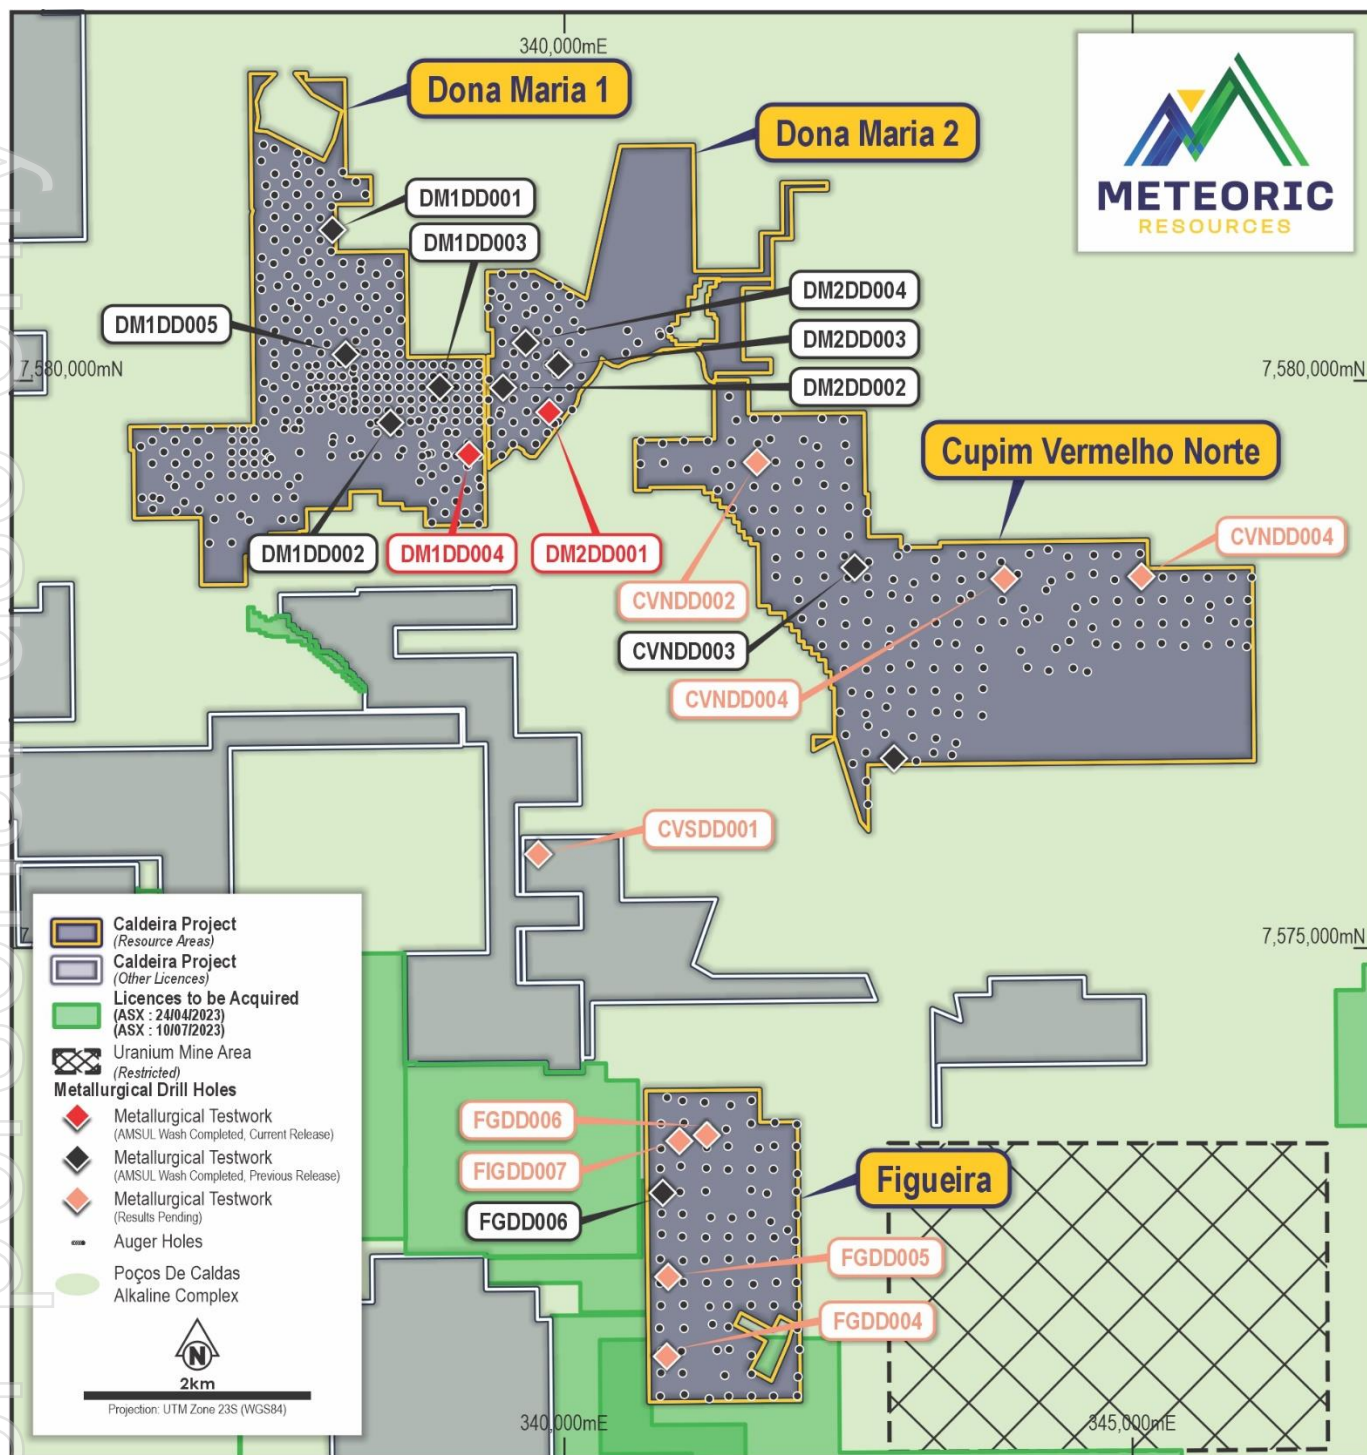 340,000mE
Dona Maria 1
Dona Maria 2
METEORIC
RESOURCES
DM1DD001
DM1DD003
DM2DD004
DM1DD005
DM2DD003
7,580,000mN
7,580,000mN
DM2DD002
Cupim Vermelho Norte
CVNDD004
DM1DD002
DM1DD004
DM2DD001
CVNDD002
CVNDD003
CVNDD004
CVSDD001
7,575,000mN
7
Caldeira Project
(Resource Areas)
Caldeira Project
(Other Licences)
Licences to be Acquired
(ASX : 24/04/2023)
(ASX : 10/07/2023)
Uranium Mine Area
(Restricted)
Metallurgical Drill Holes
Metallurgical Testwork
(AMSUL Wash Completed, Current Release)
Metallurgical Testwork
(AMSUL Wash Completed, Previous Release)
Metallurgical Testwork
(Results Pending)
Auger Holes
Poços De Caldas
Alkaline Complex
N
2km
Projection: UTM Zone 23S (WGS84)
FGDD006
FIGDD007
FGDD006
Figueira
FGDD005
FGDD004
340,000mE
345,000mE